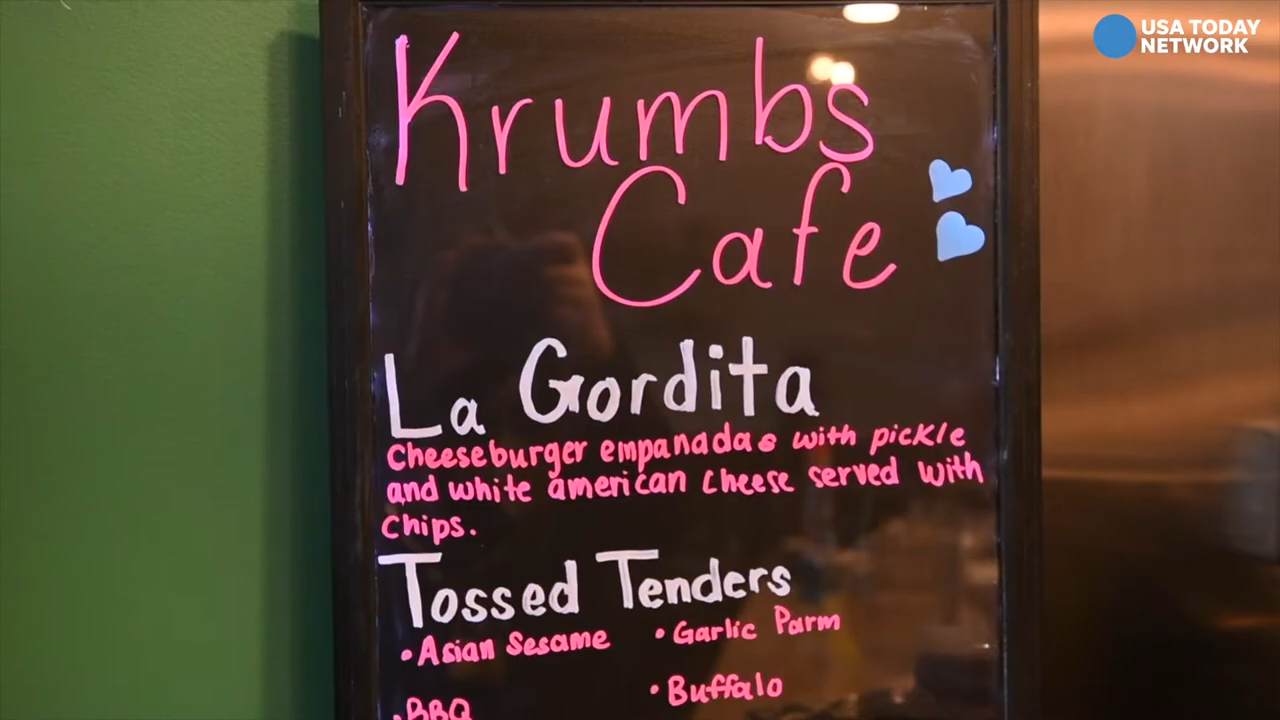 USA TODAY
NETWORK
Krumbs
Cafe
La Gordita
Cheeseburger empanadas with pickle
and white american cheese served with
chips.
Tossed Tenders
• Asian Sesame • Garlic Parm
• Buffalo
• BBQ